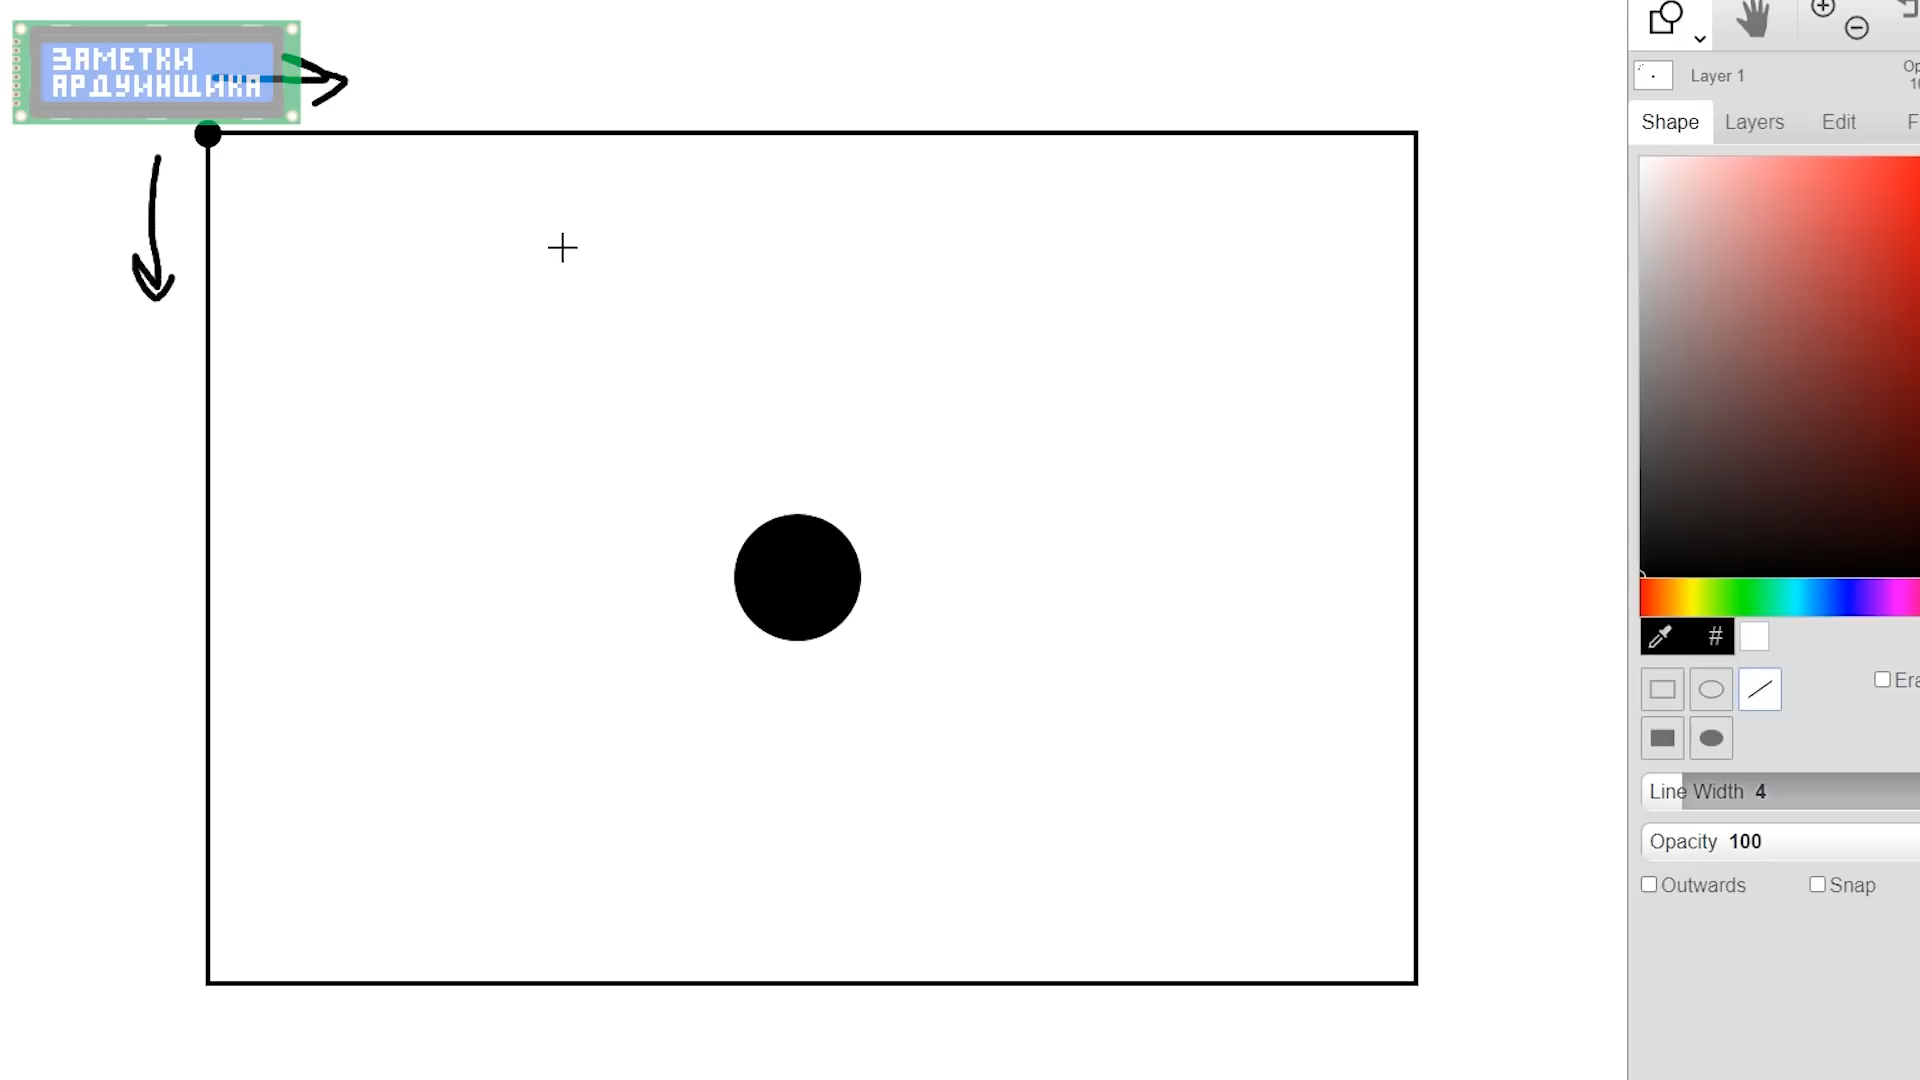 ЗАМЕТКИ
АРДУИНЩИКА
Layer 1
Shape Layers Edit
#
Line Width 4
Opacity 100
Outwards Snap